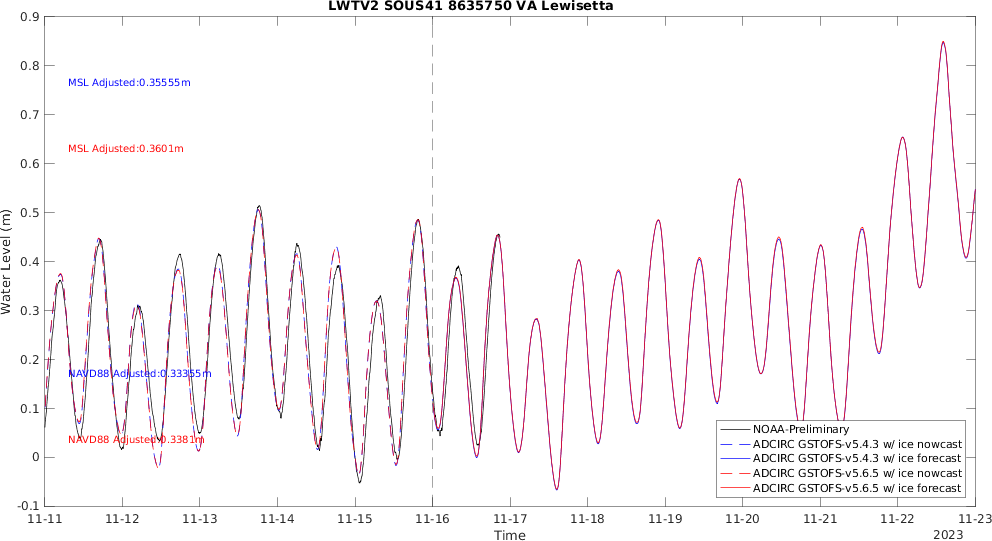 LWTV2 SOUS41 8635750 VA Lewisetta
0.9
0.8
0.7
0.6
0.5
0.4
0.3
0.2
0.1
0
-0.1
Water Level (m)
MSL Adjusted:0.35555m
MSL Adjusted:0.3601m
NAVD88 Adjusted:0.33355m
NAVD88 Adjusted:0.3381m
NOAA-Preliminary
ADCIRC GSTOFS-v5.4.3 w/ ice nowcast
ADCIRC GSTOFS-v5.4.3 w/ ice forecast
ADCIRC GSTOFS-v5.6.5 w/ ice nowcast
ADCIRC GSTOFS-v5.6.5 w/ ice forecast
11-11 11-12 11-13 11-14 11-15 11-16 11-17 11-18 11-19 11-20 11-21 11-22 11-23
Time
2023